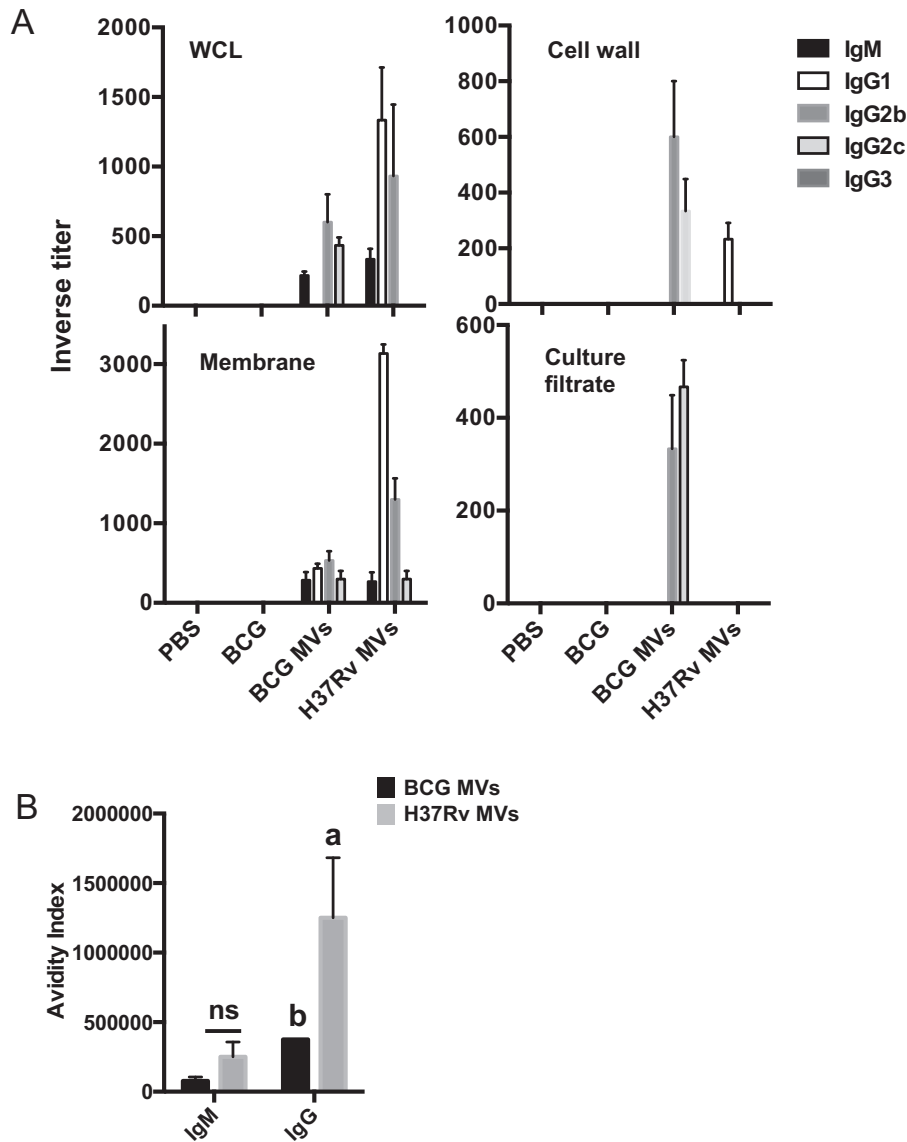 A
WCL
2000
1500
1000
500
0
Cell wall
1000
800
600
400
200
0
IgM
IgG1
IgG2b
IgG2c
IgG3
Inverse titer
Membrane
3000
2000
1000
0
PBS
BCG
BCG MVs
H37Rv MVs
Culture
filtrate
600
400
200
0
PBS
BCG
BCG MVs
H37Rv MVs
B
BCG MVs
H37Rv MVs
Avidity Index
2000000
1500000
1000000
500000
0
ns
b
a
IgM
IgG